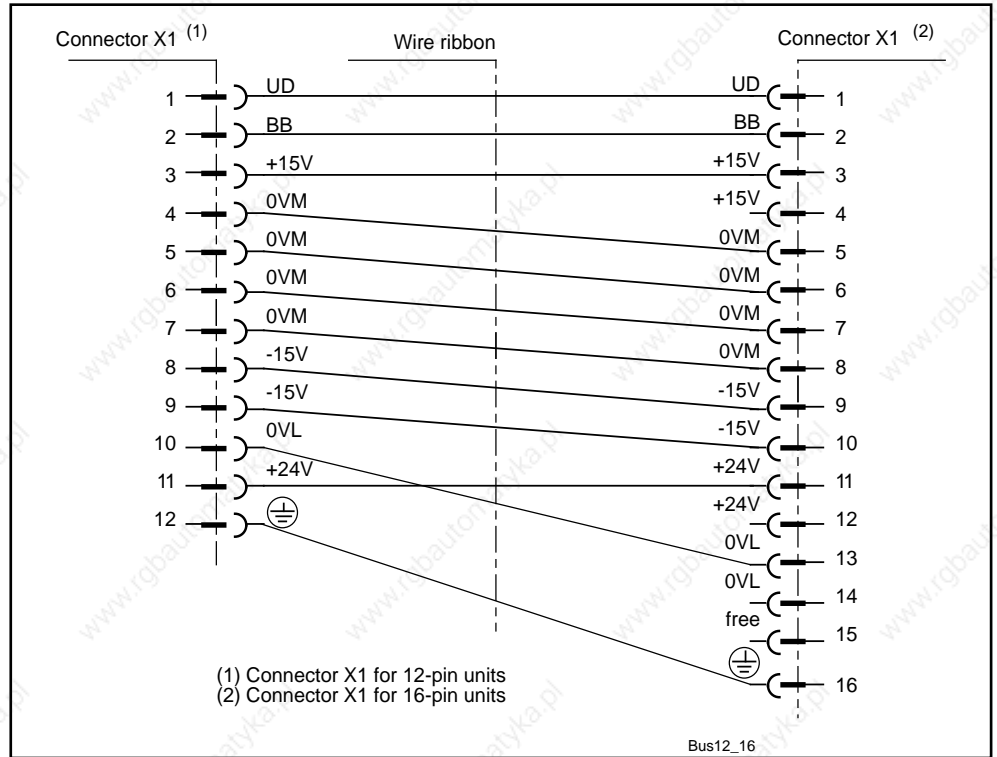 Connector X1 (1)
Wire ribbon
Connector X1 (2)
1 UD UD 1
2 BB BB 2
3 +15V +15V 3
4 0VM +15V 4
5 0VM 0VM 5
6 0VM 0VM 6
7 0VM 0VM 7
8 -15V 0VM 8
9 -15V -15V 9
10 0VL -15V 10
11 +24V +24V 11
12 +24V 12
0VL 13
0VL 14
free 15
16
(1) Connector X1 for 12-pin units
(2) Connector X1 for 16-pin units
Bus12_16
www.rgbautomatyka.pl